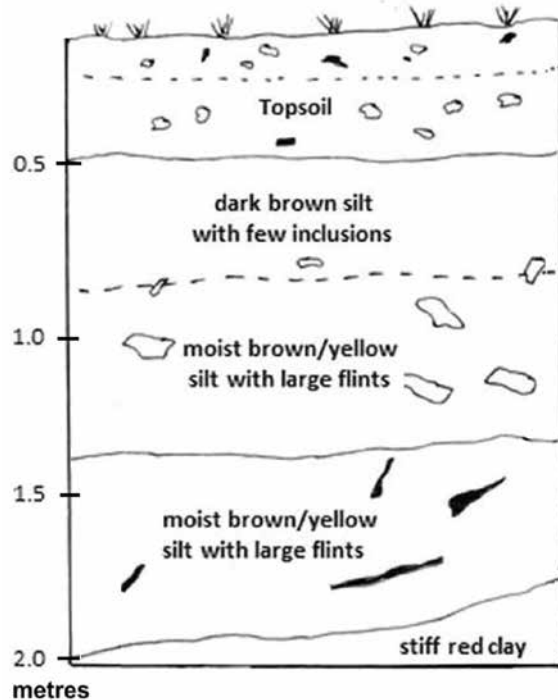 Topsoil
0.5
dark brown silt
with few inclusions
1.0
moist brown/yellow
silt with large flints
1.5
moist brown/yellow
silt with large flints
stiff red clay
2.0
metres